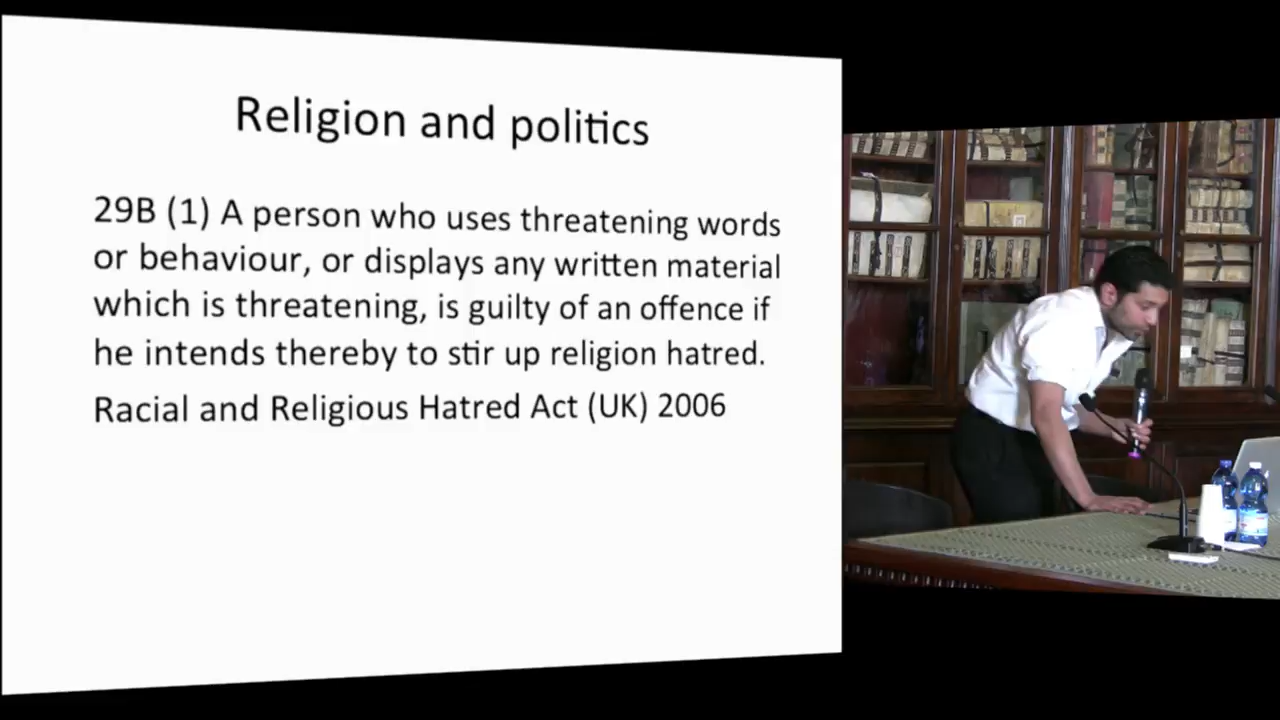 Religion and politics
29B (1) A person who uses threatening words
or behaviour, or displays any written material
which is threatening, is guilty of an offence if
he intends thereby to stir up religion hatred.
Racial and Religious Hatred Act (UK) 2006